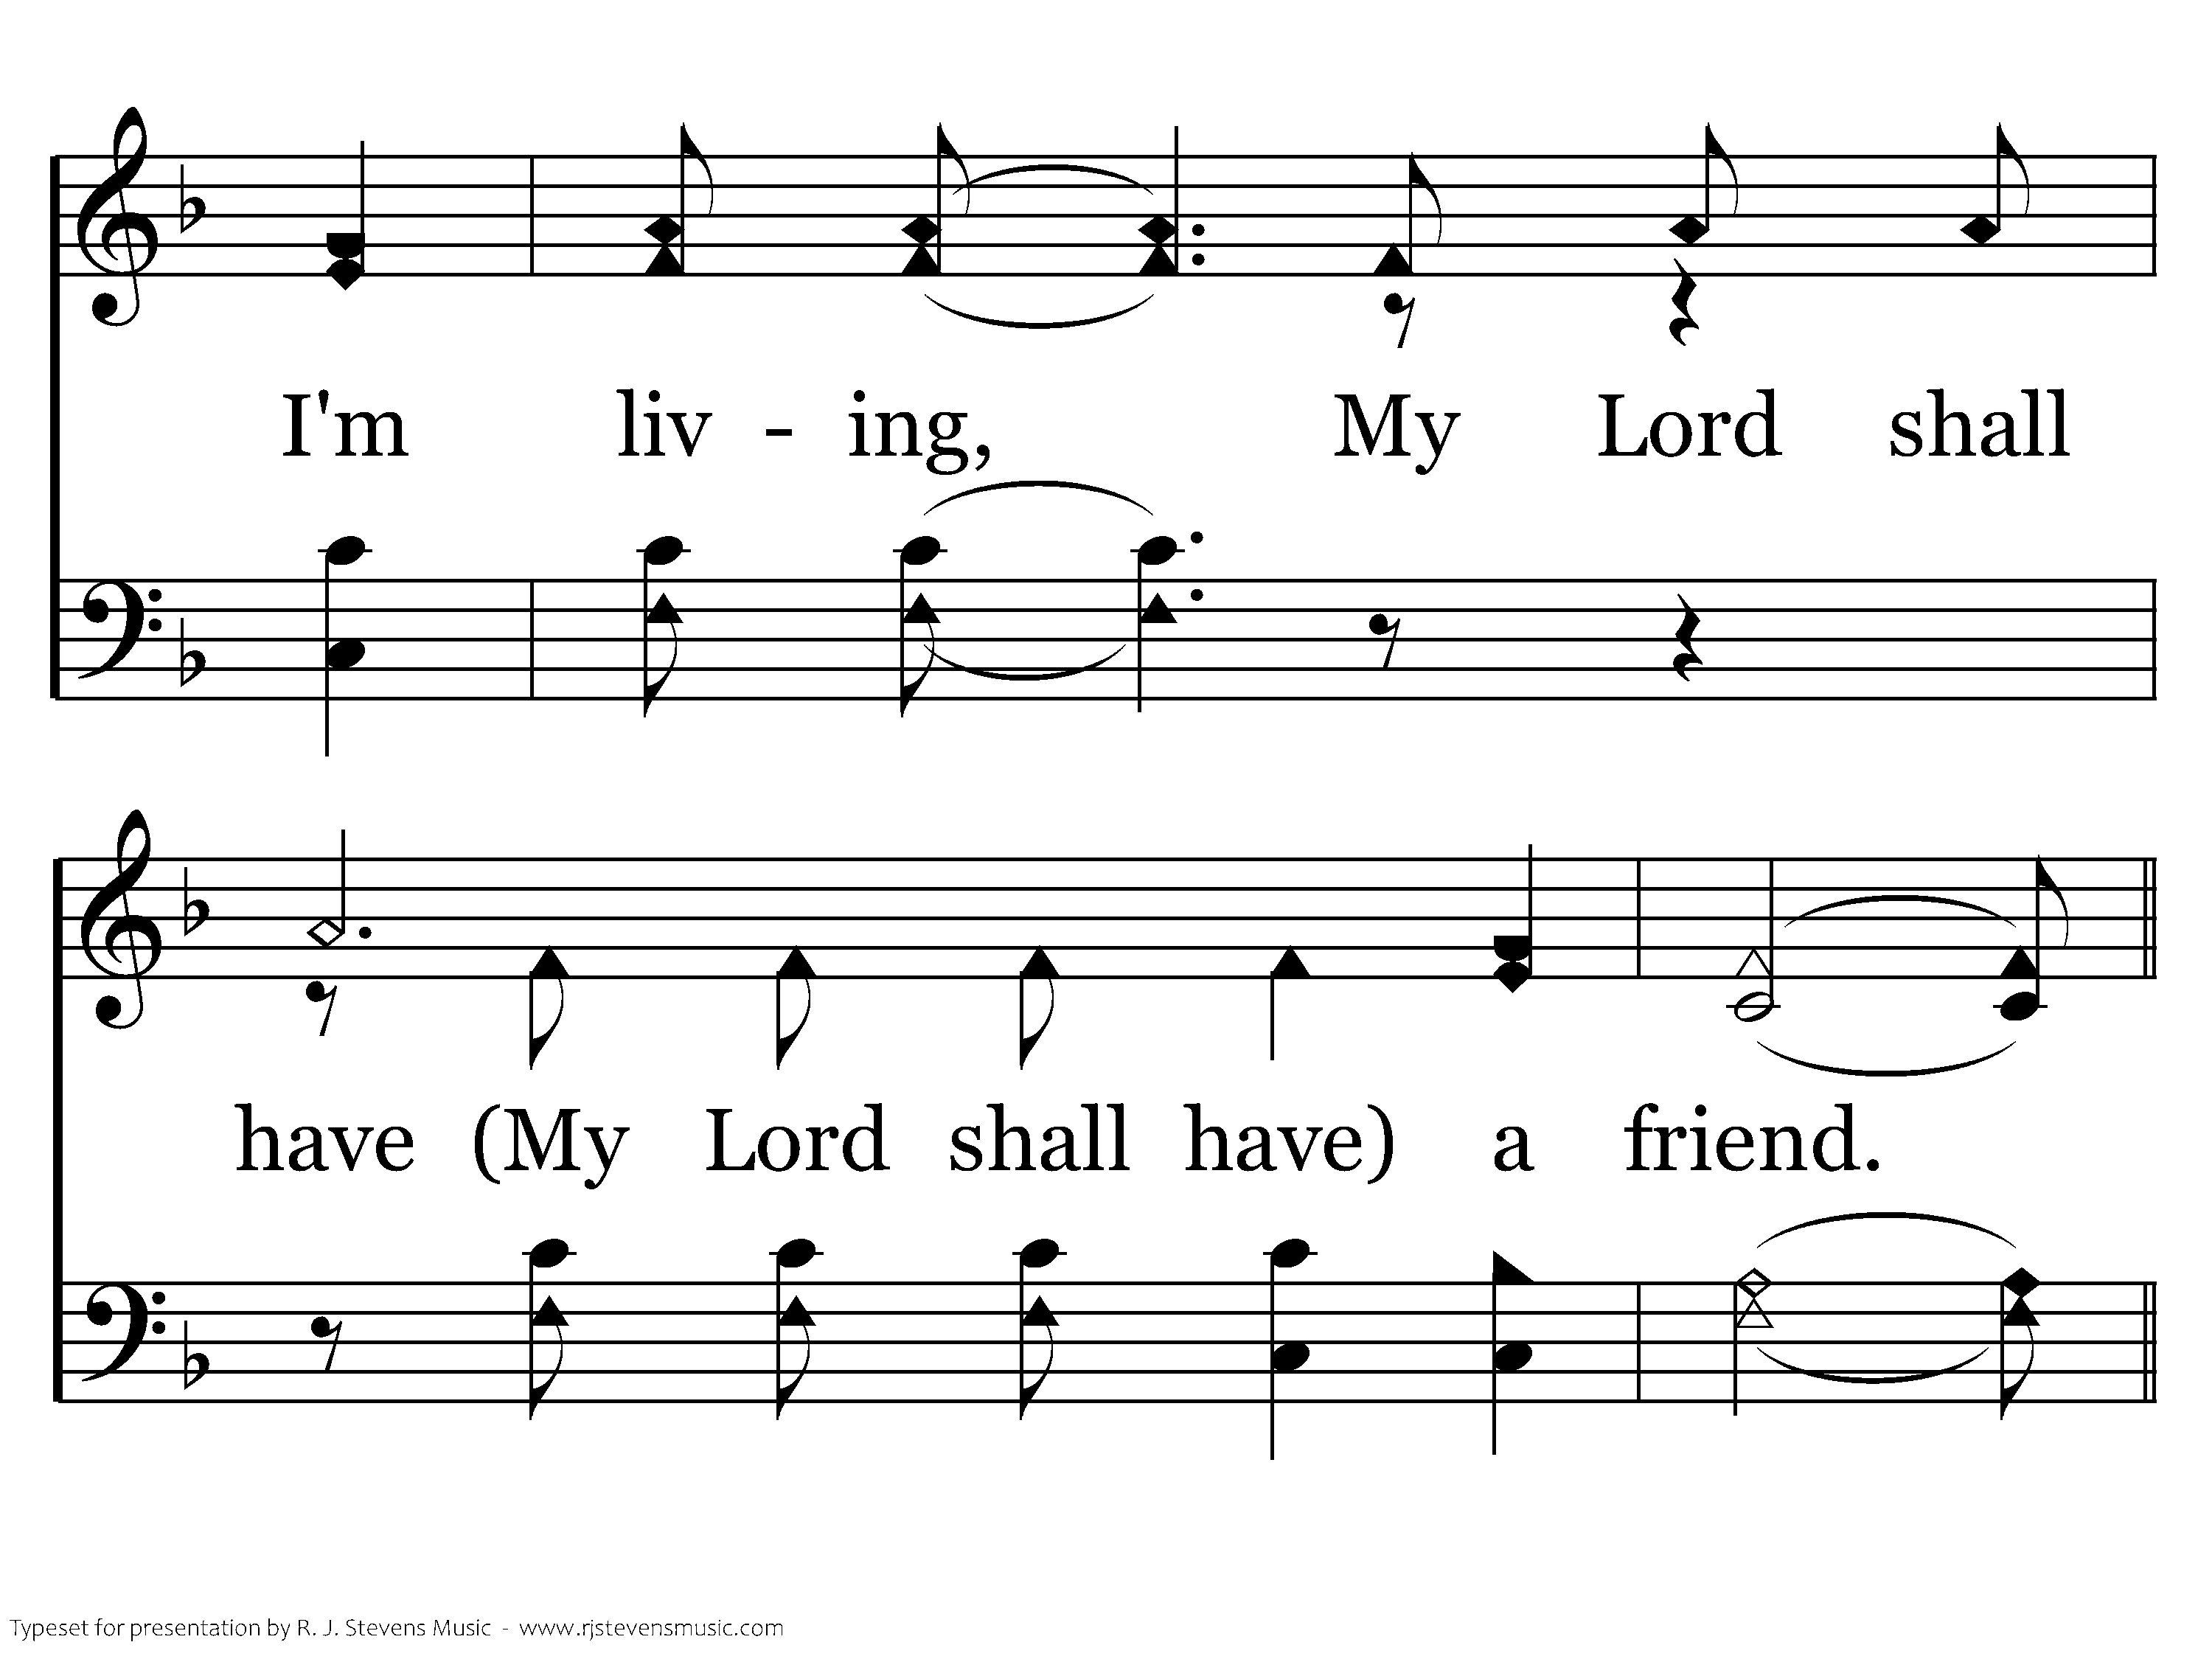 I'm liv - ing, My Lord shall
have (My Lord shall have) a friend.
Typeset for presentation by R. J. Stevens Music - www.rjstevensmusic.com